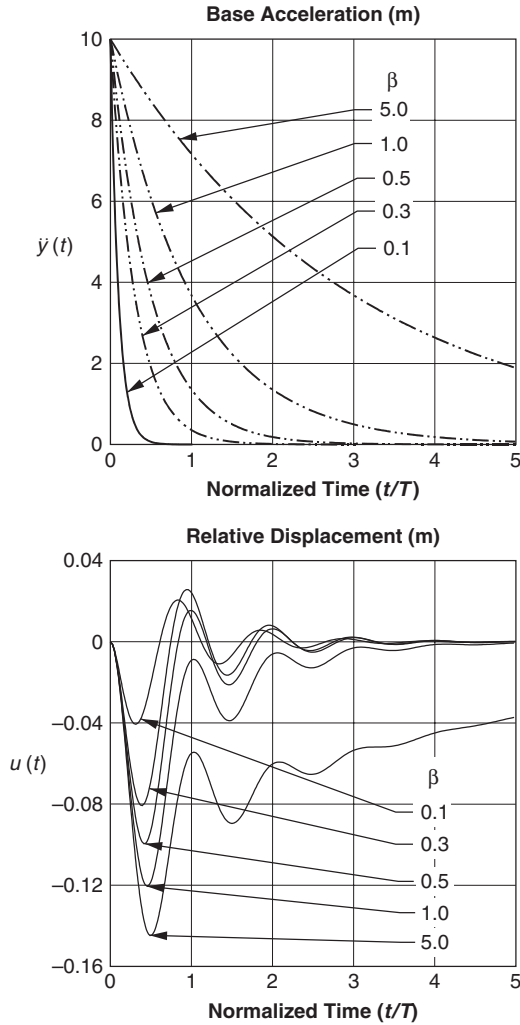 Base Acceleration (m)
10
8
6
4
2
0
ÿ (t)
β
5.0
1.0
0.5
0.3
0.1
0 1 2 3 4 5
Normalized Time (t/T)
Relative Displacement (m)
0.04
0
−0.04
−0.08
−0.12
−0.16
u (t)
β
0.1
0.3
0.5
1.0
5.0
0 1 2 3 4 5
Normalized Time (t/T)